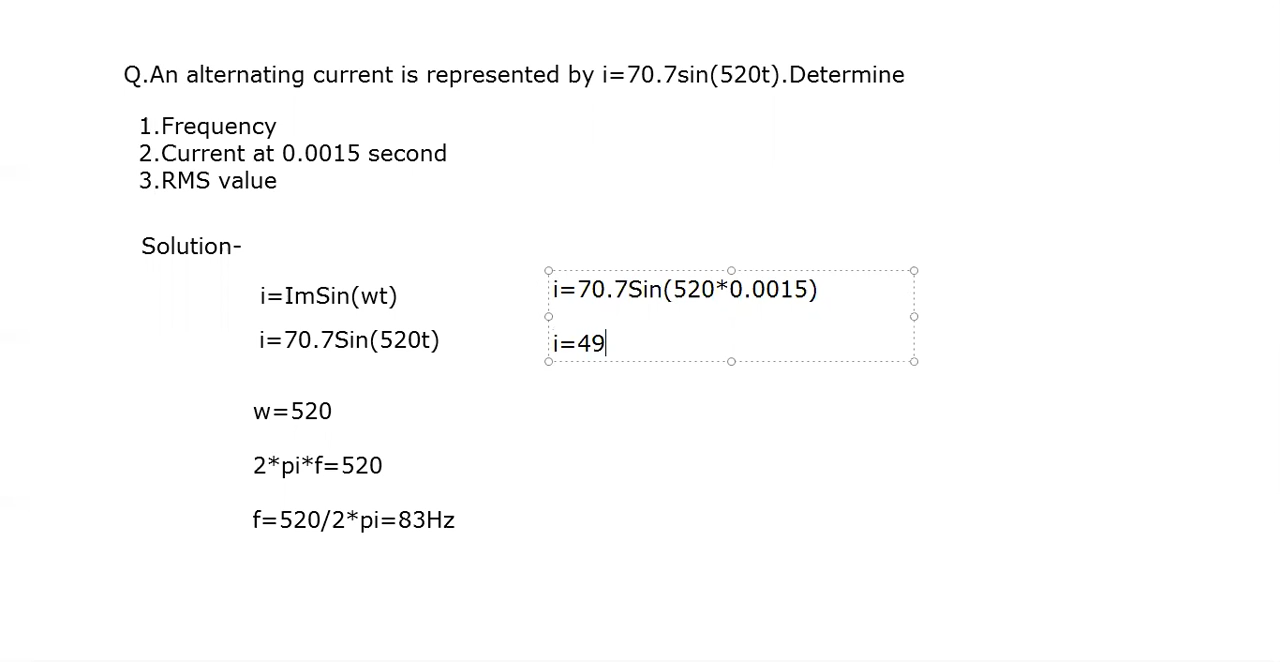 Q.An alternating current is represented by i=70.7sin(520t).Determine
1.Frequency
2.Current at 0.0015 second
3.RMS value
Solution-
i=ImSin(wt)
i=70.7Sin(520t)
w=520
2*pi*f=520
f=520/2*pi=83Hz
i=70.7Sin(520*0.0015)
i=49